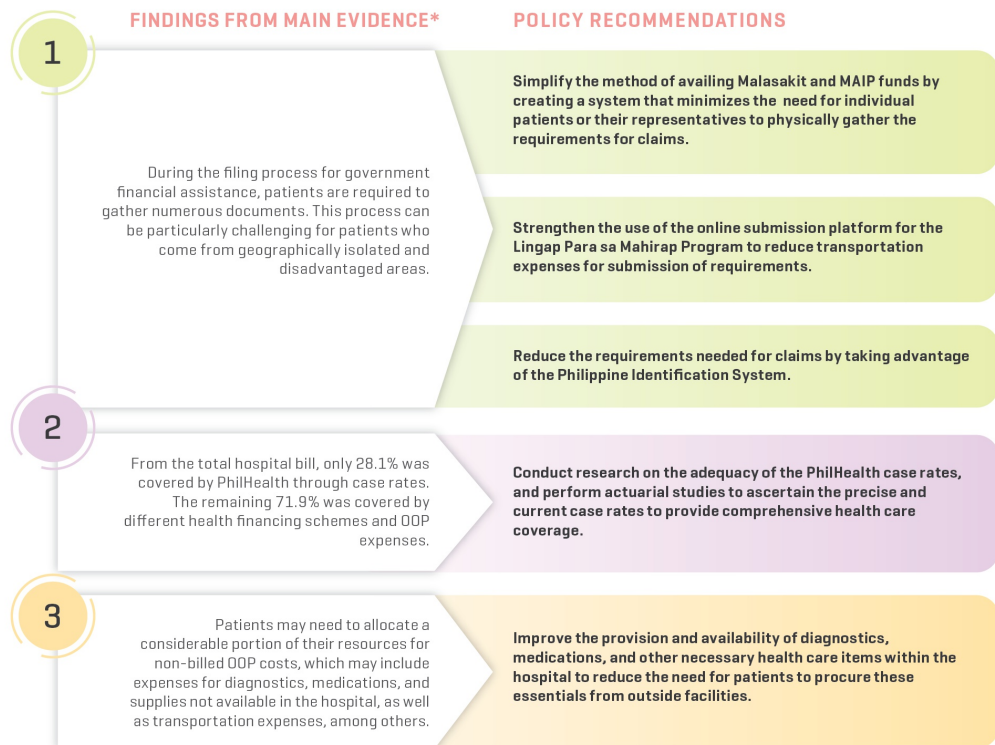 FINDINGS FROM MAIN EVIDENCE*
POLICY RECOMMENDATIONS
1
During the filing process for government
financial assistance, patients are required to
gather numerous documents. This process can
be particularly challenging for patients who
come from geographically isolated and
disadvantaged areas.
Simplify the method of availing Malasakit and MAIP funds by
creating a system that minimizes the need for individual
patients or their representatives to physically gather the
requirements for claims.
Strengthen the use of the online submission platform for the
Lingap Para sa Mahirap Program to reduce transportation
expenses for submission of requirements.
Reduce the requirements needed for claims by taking advantage
of the Philippine Identification System.
2
From the total hospital bill, only 28.1% was
covered by PhilHealth through case rates.
The remaining 71.9% was covered by
different health financing schemes and OOP
expenses.
Conduct research on the adequacy of the PhilHealth case rates,
and perform actuarial studies to ascertain the precise and
current case rates to provide comprehensive health care
coverage.
3
Patients may need to allocate a
considerable portion of their resources for
non-billed OOP costs, which may include
expenses for diagnostics, medications, and
supplies not available in the hospital, as well
as transportation expenses, among others.
Improve the provision and availability of diagnostics,
medications, and other necessary health care items within the
hospital to reduce the need for patients to procure these
essentials from outside facilities.